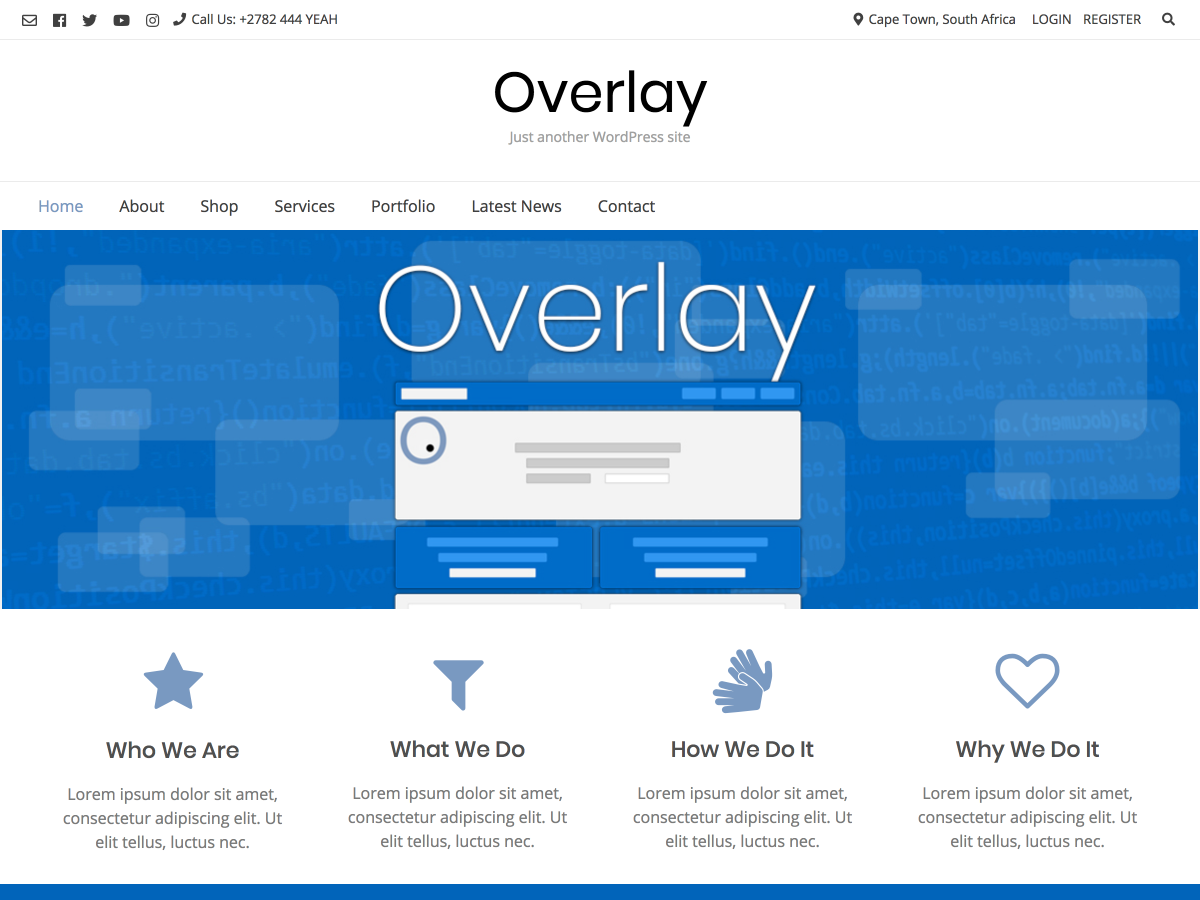 Call Us: +2782 444 YEAH
Cape Town, South Africa
LOGIN
REGISTER
Overlay
Just another WordPress site
Home
About
Shop
Services
Portfolio
Latest News
Contact
Overlay
Who We Are
What We Do
How We Do It
Why We Do It
Lorem ipsum dolor sit amet,
consectetur adipiscing elit. Ut
elit tellus, luctus nec.
Lorem ipsum dolor sit amet,
consectetur adipiscing elit. Ut
elit tellus, luctus nec.
Lorem ipsum dolor sit amet,
consectetur adipiscing elit. Ut
elit tellus, luctus nec.
Lorem ipsum dolor sit amet,
consectetur adipiscing elit. Ut
elit tellus, luctus nec.